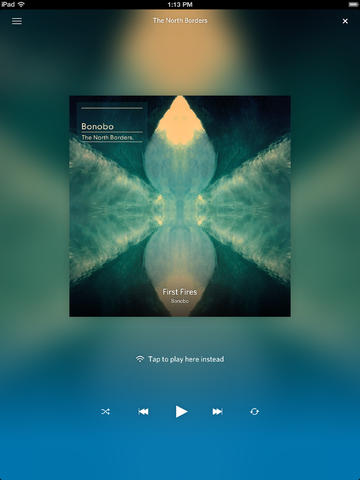 iPad 1:13 PM
The North Borders
Bonobo
The North Borders.
First Fires
Bonobo
Tap to play here instead